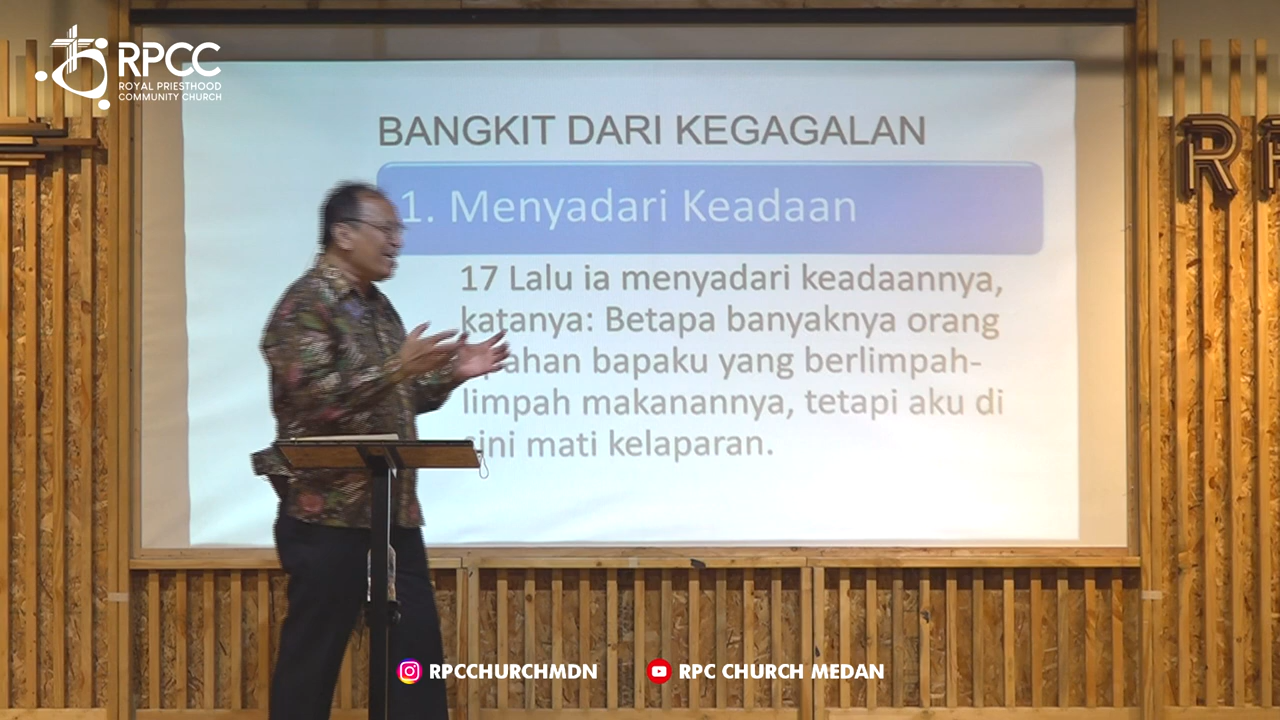 RPCC
ROYAL PRIESTHOOD
COMMUNITY CHURCH
BANGKIT DARI KEGAGALAN
1. Menyadari Keadaan
17 Lalu ia menyadari keadaannya,
katanya: Betapa banyaknya orang
bapaku yang berlimpah-
limpah makanannya, tetapi aku di
sini mati kelaparan.
R
RPCCHURCHMDN
RPC CHURCH MEDAN